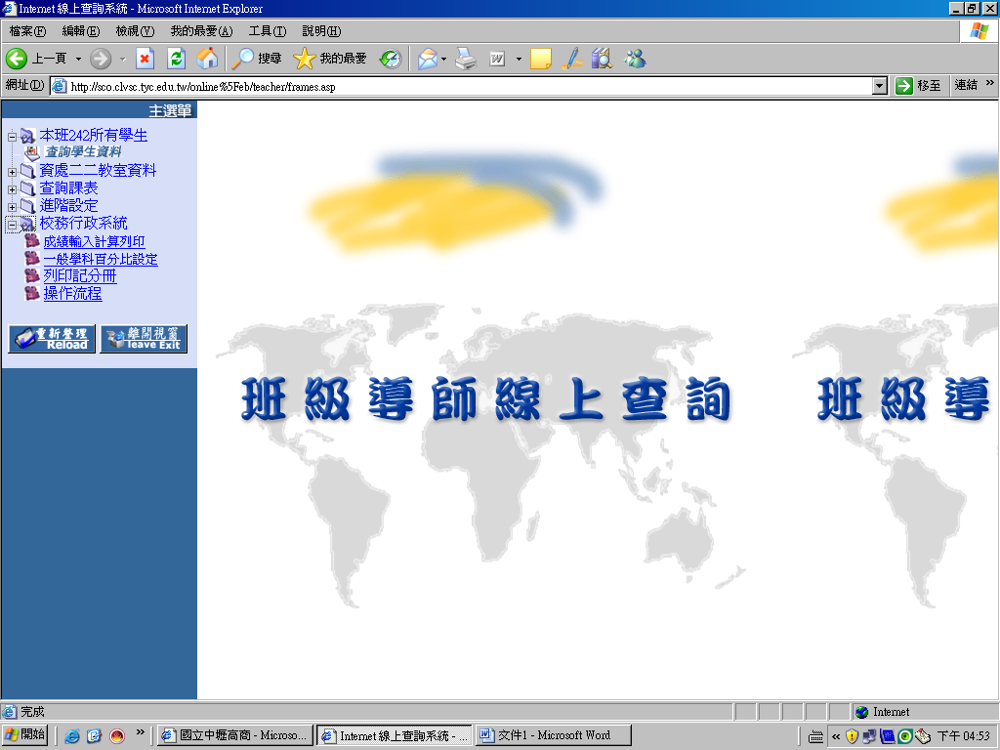 Internet 線上查詢系統 - Microsoft Internet Explorer
檔案(F) 編輯(E) 檢視(V) 我的最愛(A) 工具(T) 說明(H)
上一頁 搜尋 我的最愛
網址(D) http://sco.clvsc.tyc.edu.tw/online%5Feb/teacher/frames.asp 移至 連結 »
主選單
本班242所有學生
查詢學生資料
資處二二教室資料
查詢課表
進階設定
校務行政系統
成績輸入計算列印
一般學科百分比設定
列印記分冊
操作流程
重新整理 Reload
離開視窗 leave Exit
班級導師線上查詢
班級導
完成 Internet
開始 » 國立中壢高商 - Microso... Internet 線上查詢系統 - ... 文件1 - Microsoft Word « 下午 04:53